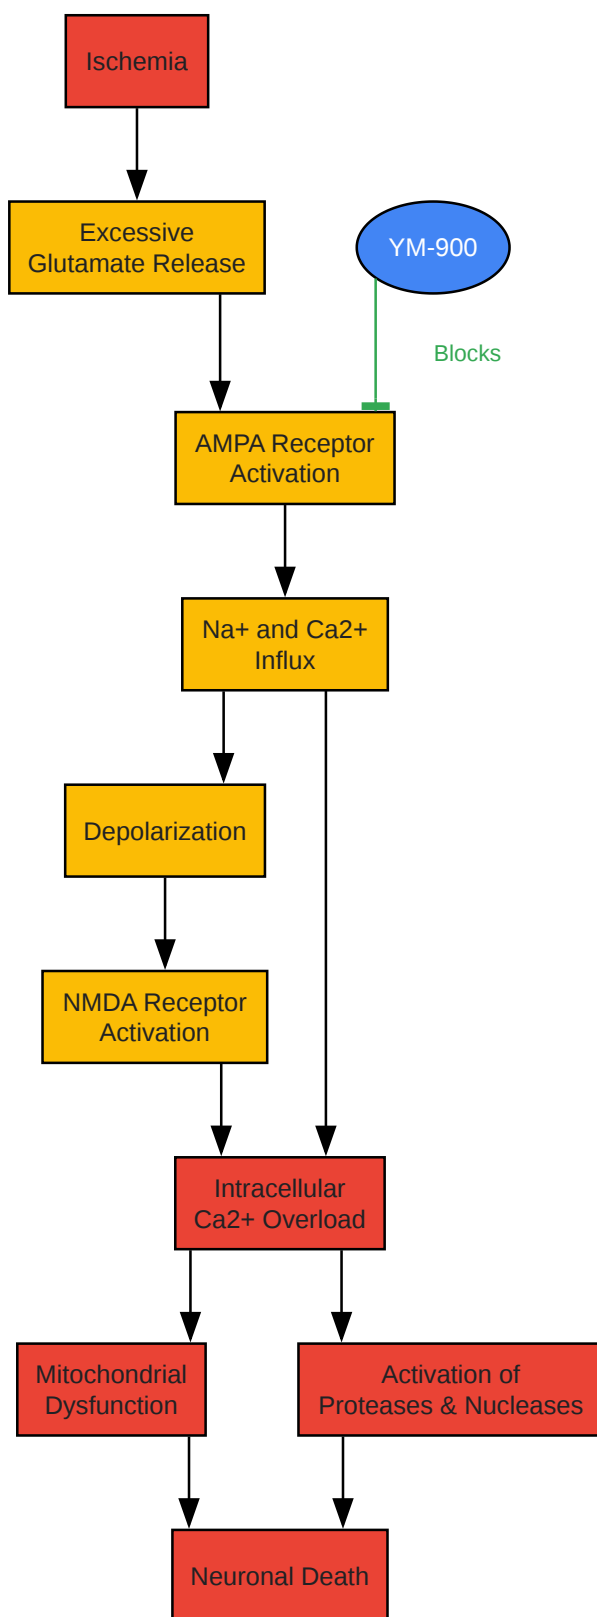 Ischemia
Excessive
Glutamate Release
YM-900
Blocks
AMPA Receptor
Activation
Na+ and Ca2+
Influx
Depolarization
NMDA Receptor
Activation
Intracellular
Ca2+ Overload
Mitochondrial
Dysfunction
Activation of
Proteases & Nucleases
Neuronal Death